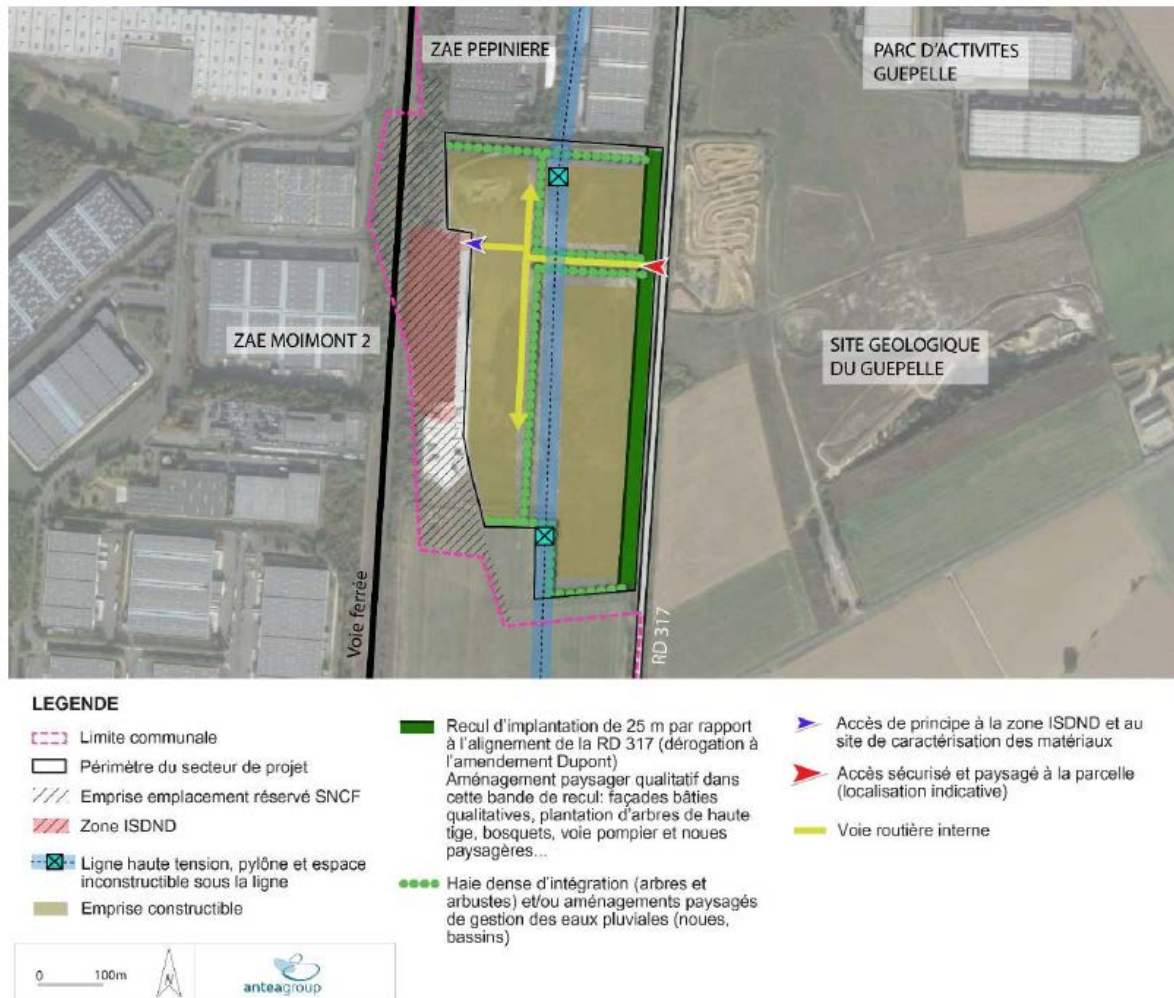 ZAE PEPINIERE
PARC D'ACTIVITES
GUEPELLE
ZAE MOIMONT 2
SITE GEOLOGIQUE
DU GUEPELLE
Voie ferrée
RD 317
LEGENDE
Limite communale
Périmètre du secteur de projet
Emprise emplacement réservé SNCF
Zone ISDND
Ligne haute tension, pylône et espace
inconstructible sous la ligne
Emprise constructible
Recul d'implantation de 25 m par rapport
à l'alignement de la RD 317 (dérogation à
l'amendement Dupont)
Aménagement paysager qualitatif dans
cette bande de recul: façades bâties
qualitatives, plantation d'arbres de haute
tige, bosquets, voie pompier et noues
paysagères...
Haie dense d'intégration (arbres et
arbustes) et/ou aménagements paysagés
de gestion des eaux pluviales (noues,
bassins)
Accès de principe à la zone ISDND et au
site de caractérisation des matériaux
Accès sécurisé et paysagé à la parcelle
(localisation indicative)
Voie routière interne
0 100m
N
anteagroup